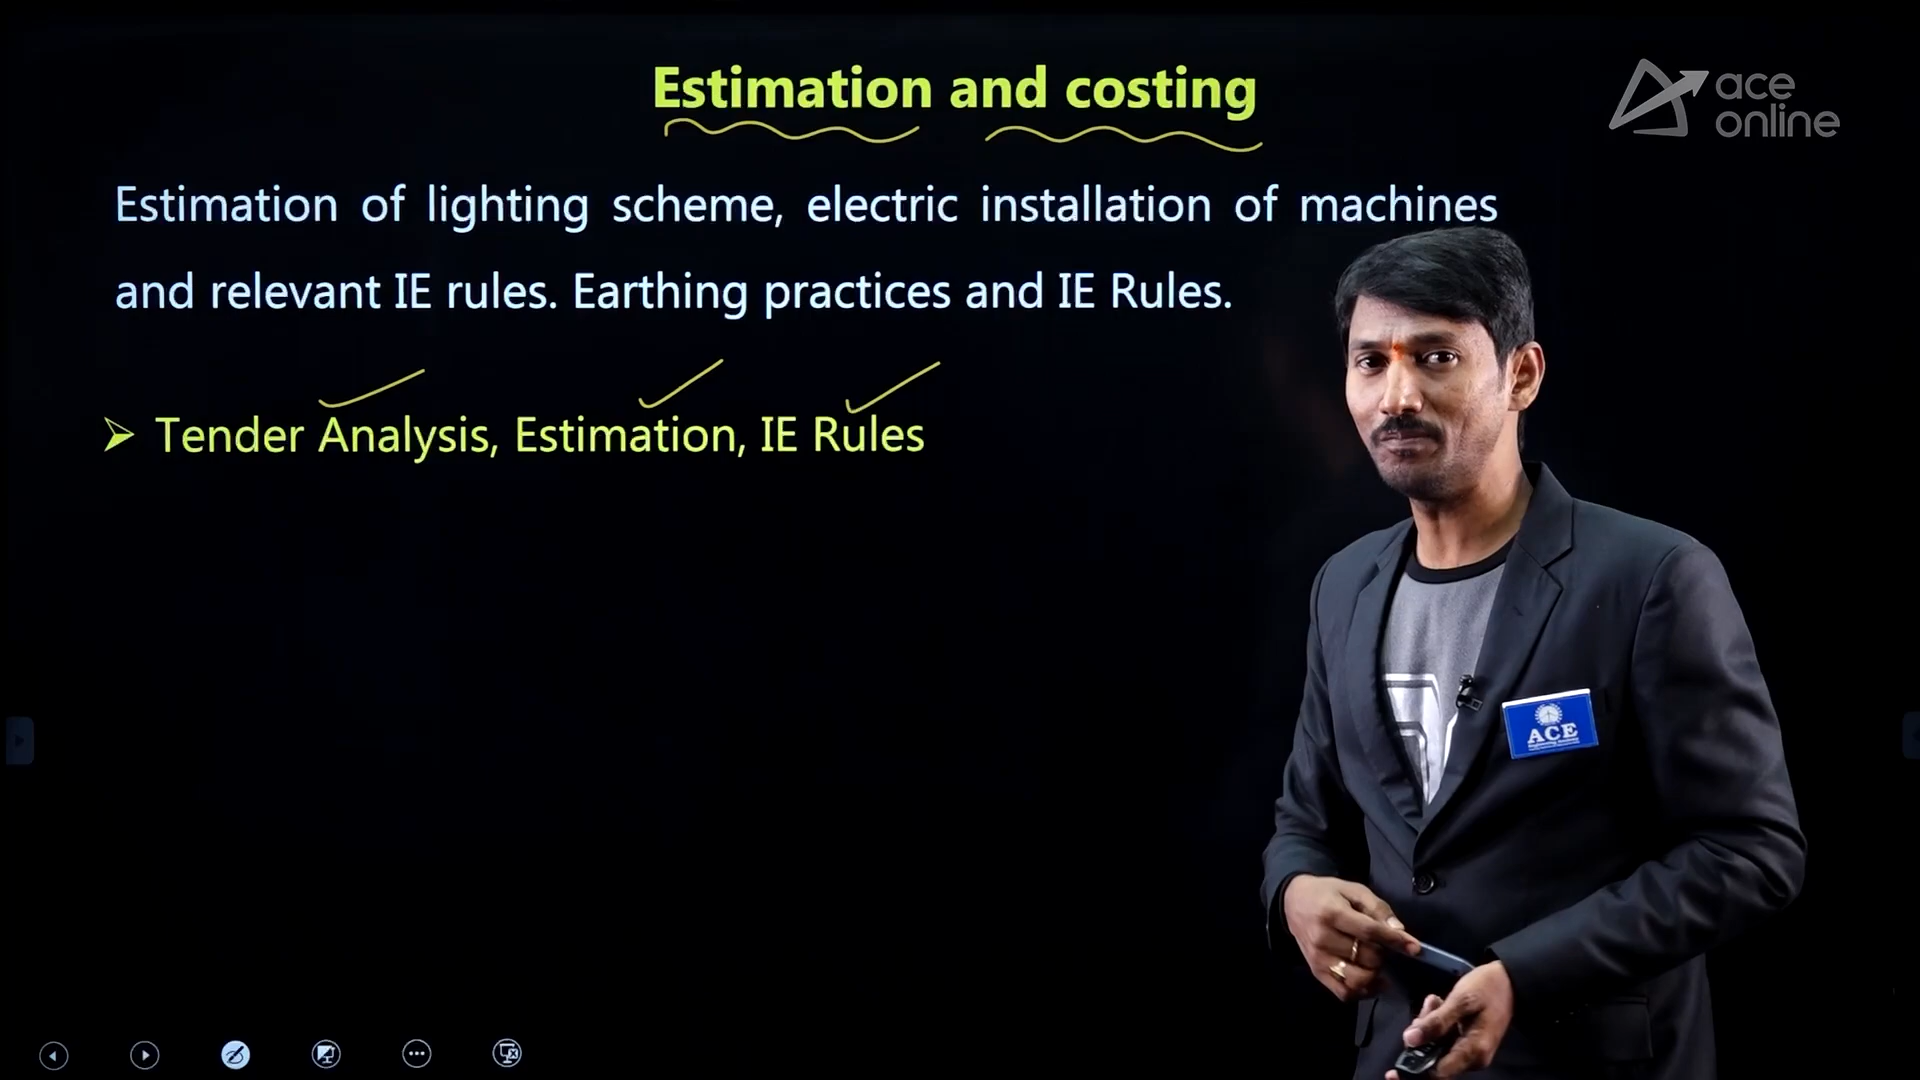 Estimation and costing
ace
online
Estimation of lighting scheme, electric installation of machines
and relevant IE rules. Earthing practices and IE Rules.
Tender Analysis, Estimation, IE Rules
ACE